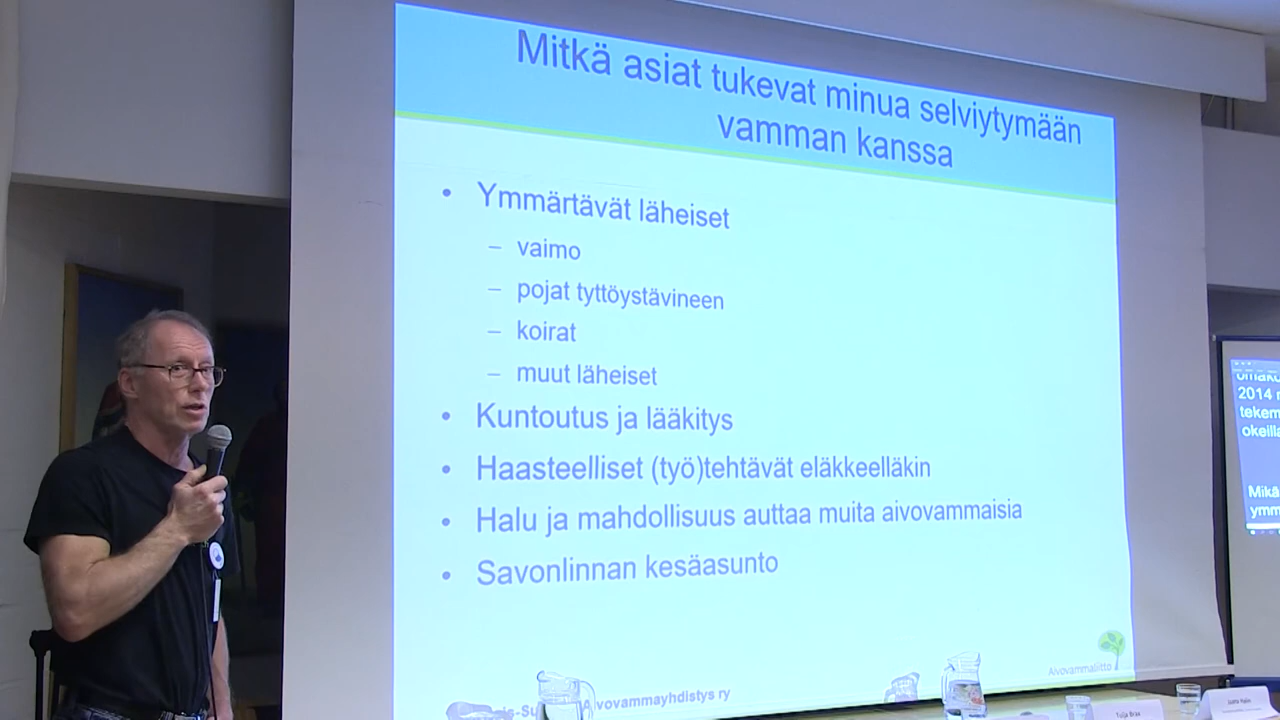 Mitkä asiat tukevat minua selviytymään
vamman kanssa
• Ymmärtävät läheiset
– vaimo
– pojat tyttöystävineen
– koirat
– muut läheiset
• Kuntoutus ja lääkitys
• Haasteelliset (työ)tehtävät eläkkeelläkin
• Halu ja mahdollisuus auttaa muita aivovammaisia
• Savonlinnan kesäasunto
Aivovammaliitto
ry
2014
Mikä